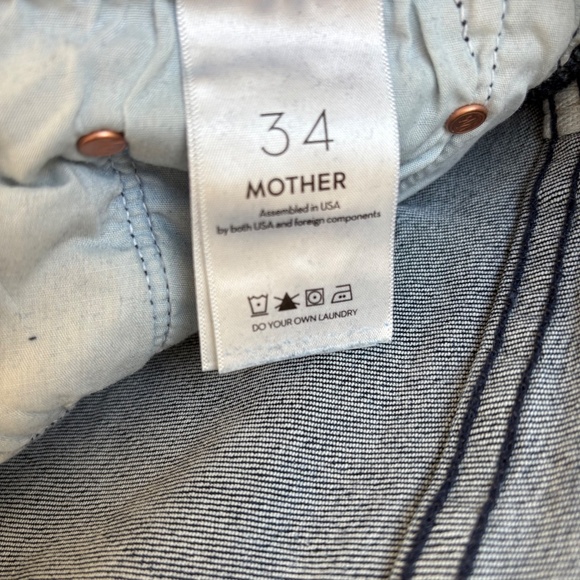 34
MOTHER
Assembled in USA
by both USA and foreign components
DO YOUR OWN LAUNDRY